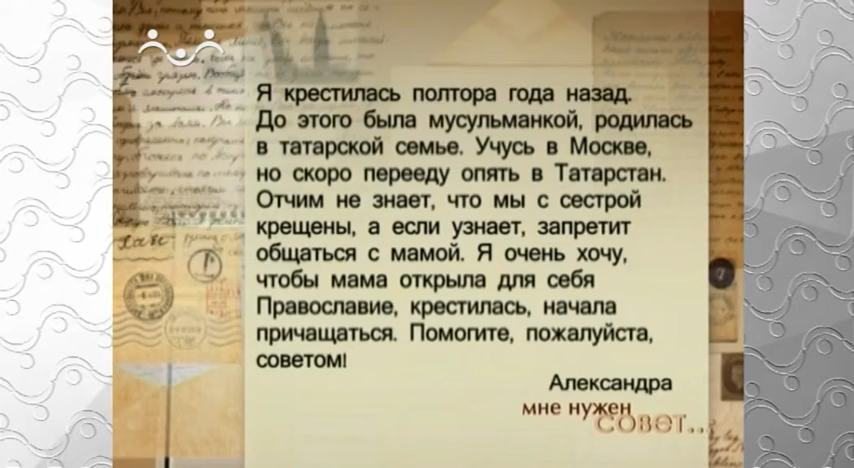 Я крестилась полтора года назад.
До этого была мусульманкой, родилась
в татарской семье. Учусь в Москве,
но скоро перееду опять в Татарстан.
Отчим не знает, что мы с сестрой
крещены, а если узнает, запретит
общаться с мамой. Я очень хочу,
чтобы мама открыла для себя
Православие, крестилась, начала
причащаться. Помогите, пожалуйста,
советом!
Александра
мне нужен
совет...